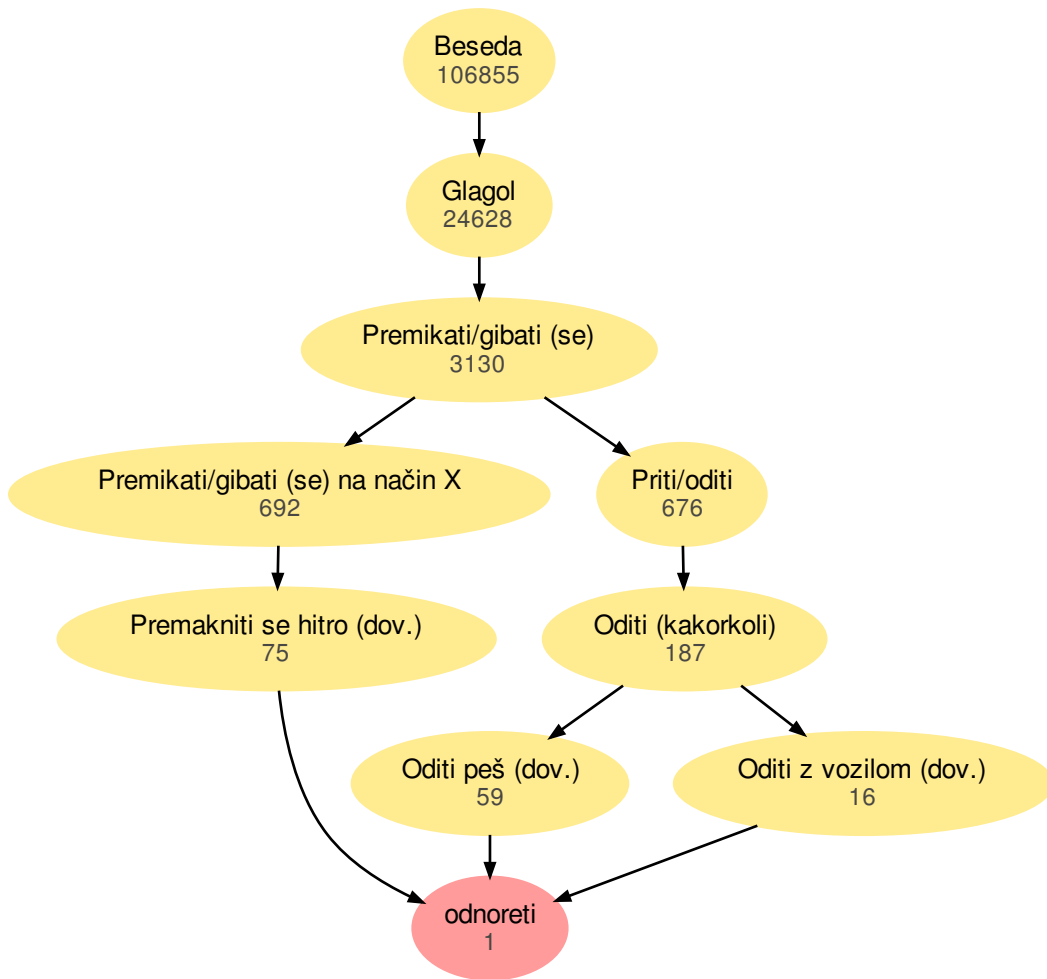 Beseda
106855
Glagol
24628
Premikati/gibati (se)
3130
Premikati/gibati (se) na način X
692
Priti/oditi
676
Premakniti se hitro (dov.)
75
Oditi (kakorkoli)
187
Oditi peš (dov.)
59
Oditi z vozilom (dov.)
16
odnoreti
1